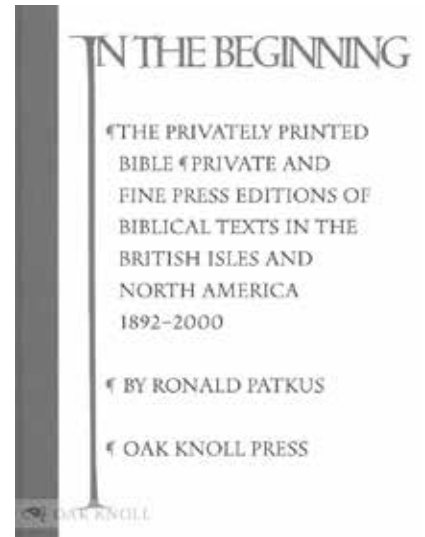 IN THE BEGINNING
¶THE PRIVATELY PRINTED
BIBLE ¶PRIVATE AND
FINE PRESS EDITIONS OF
BIBLICAL TEXTS IN THE
BRITISH ISLES AND
NORTH AMERICA
1892–2000
¶ BY RONALD PATKUS
¶ OAK KNOLL PRESS
OAK KNOLL